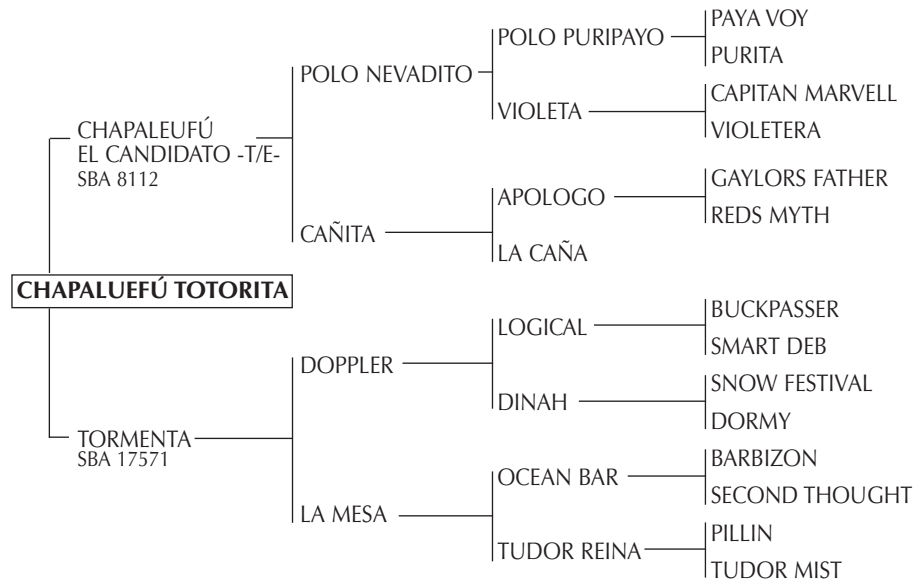 PAYA VOY
POLO PURIPAYO
PURITA
POLO NEVADITO
CAPITAN MARVELL
VIOLETA
VIOLETERA
CHAPALEUFÚ
EL CANDIDATO -T/E-
SBA 8112
GAYLORS FATHER
APOLOGO
REDS MYTH
CAÑITA
LA CAÑA
CHAPALUEFÚ TOTORITA
BUCKPASSER
LOGICAL
SMART DEB
DOPPLER
SNOW FESTIVAL
DINAH
DORMY
TORMENTA
SBA 17571
BARBIZON
OCEAN BAR
SECOND THOUGHT
LA MESA
PILLIN
TUDOR REINA
TUDOR MIST